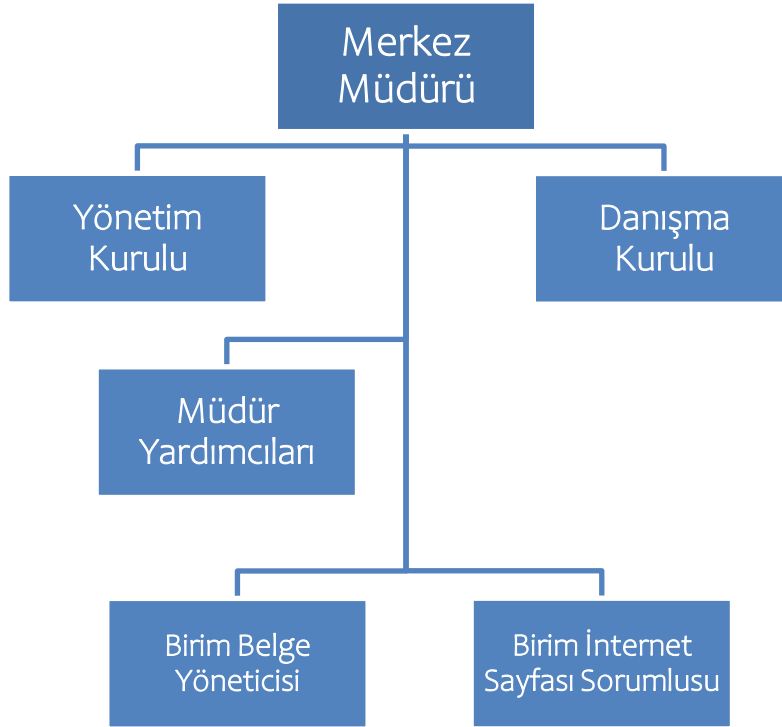 Merkez
Müdürü
Yönetim
Kurulu
Danışma
Kurulu
Müdür
Yardımcıları
Birim Belge
Yöneticisi
Birim İnternet
Sayfası Sorumlusu